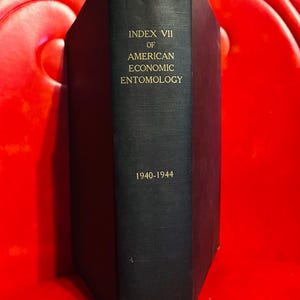 INDEX VII
OF
AMERICAN
ECONOMIC
ENTOMOLOGY
1940-1944